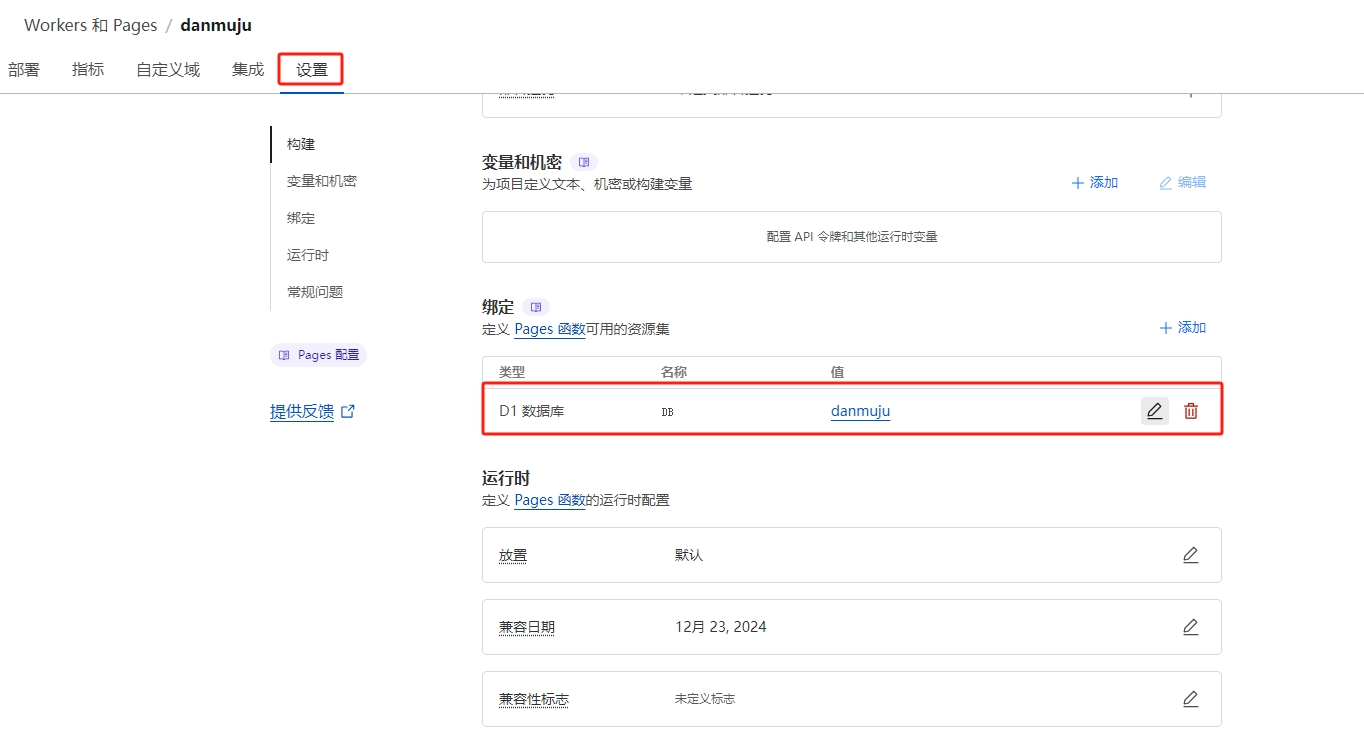 Workers 和 Pages / danmuju
部署 指标 自定义域 集成 设置
构建
变量和机密
绑定
运行时
常规问题
Pages 配置
提供反馈
变量和机密
为项目定义文本、机密或构建变量
添加 编辑
配置 API 令牌和其他运行时变量
绑定
定义 Pages 函数可用的资源集
添加
类型 名称 值
D1 数据库 DB danmuju
运行时
定义 Pages 函数的运行时配置
放置 默认
兼容日期 12月 23, 2024
兼容性标志 未定义标志